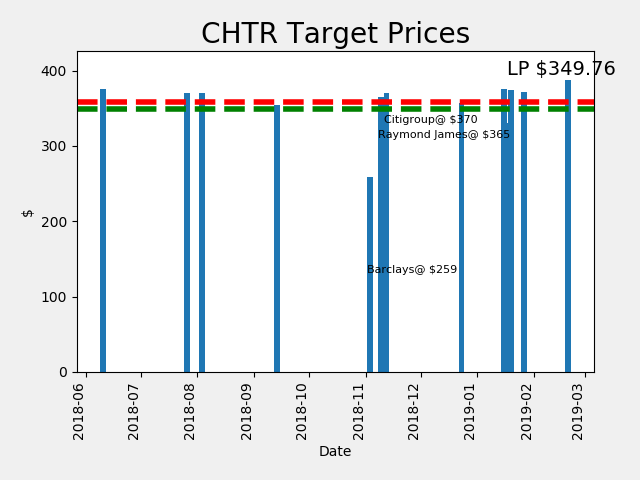 CHTR Target Prices
LP $349.76
400
300
200
100
0
$
Citigroup@ $370
Raymond James@ $365
Barclays@ $259
2018-06
2018-07
2018-08
2018-09
2018-10
2018-11
2018-12
2019-01
2019-02
2019-03
Date